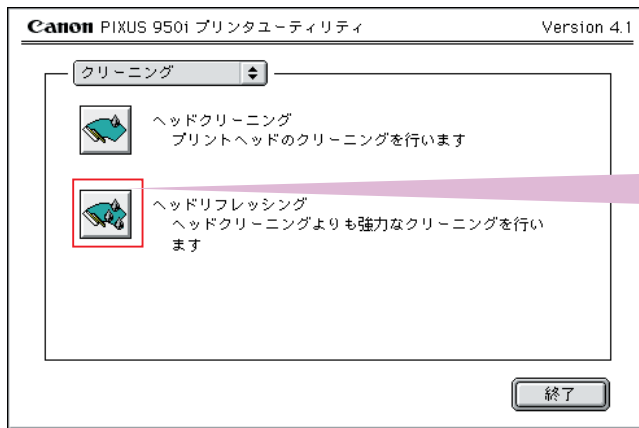 Canon PIXUS 950i プリンタユーティリティ Version 4.1
クリーニング
ヘッドクリーニング
プリントヘッドのクリーニングを行います
ヘッドリフレッシング
ヘッドクリーニングよりも強力なクリーニングを行い
ます
終了